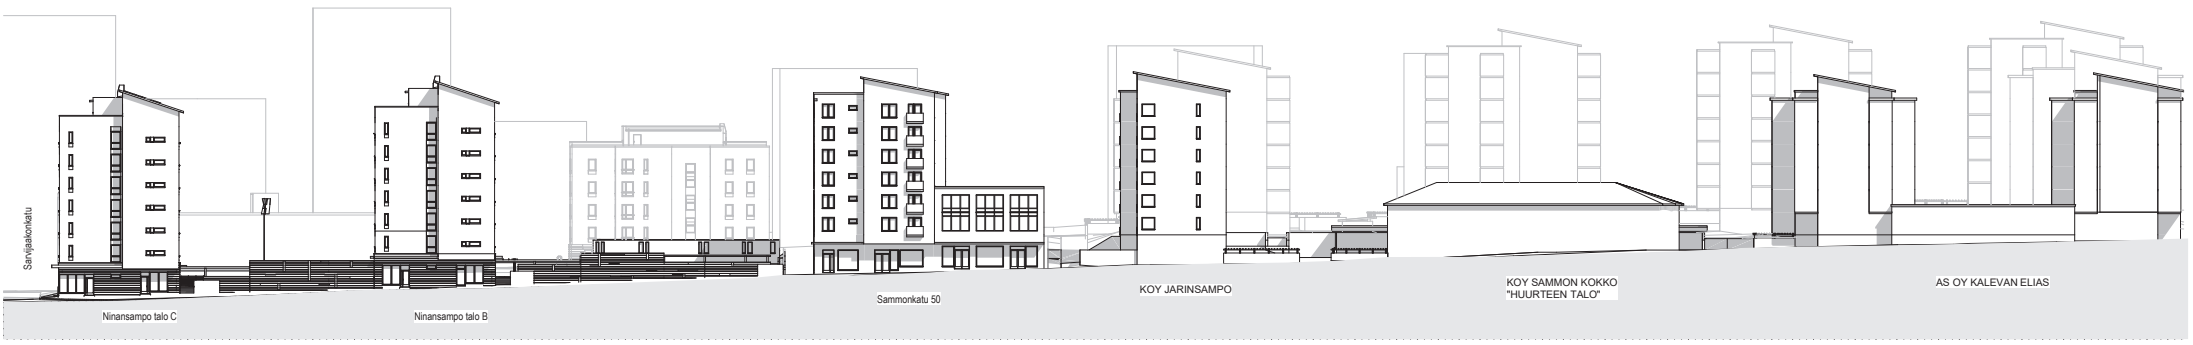 Sarvijaakonkatu
Ninansampo talo C
Ninansampo talo B
Sammonkatu 50
KOY JARINSAMPO
KOY SAMMON KOKKO
"HUURTEEN TALO"
AS OY KALEVAN ELIAS